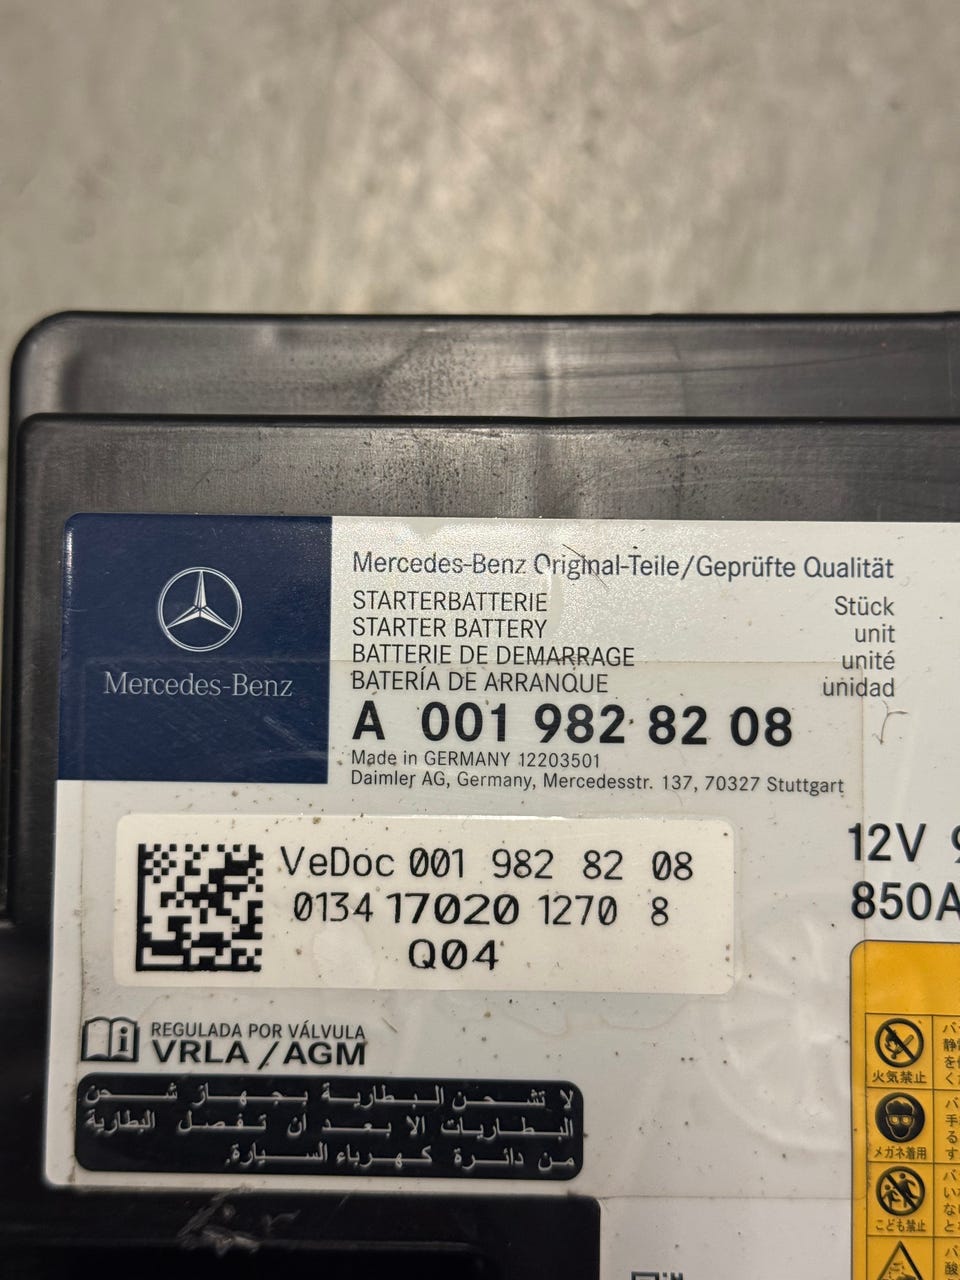 Mercedes-Benz
Mercedes-Benz Original-Teile/Geprüfte Qualität
STARTERBATTERIE Stück
STARTER BATTERY unit
BATTERIE DE DEMARRAGE unité
BATERÍA DE ARRANQUE unidad
A 001 982 82 08
Made in GERMANY 12203501
Daimler AG, Germany, Mercedesstr. 137, 70327 Stuttgart
12V
850A
VeDoc 001 982 82 08
0134 17020 1270 8
Q04
REGULADA POR VÁLVULA
VRLA / AGM
لا تشحن البطارية بجهاز شحن
البطاريات الا بعد ان تفصل البطارية
من دائرة كهرباء السيارة.
火気禁止
メガネ着用
こども禁止